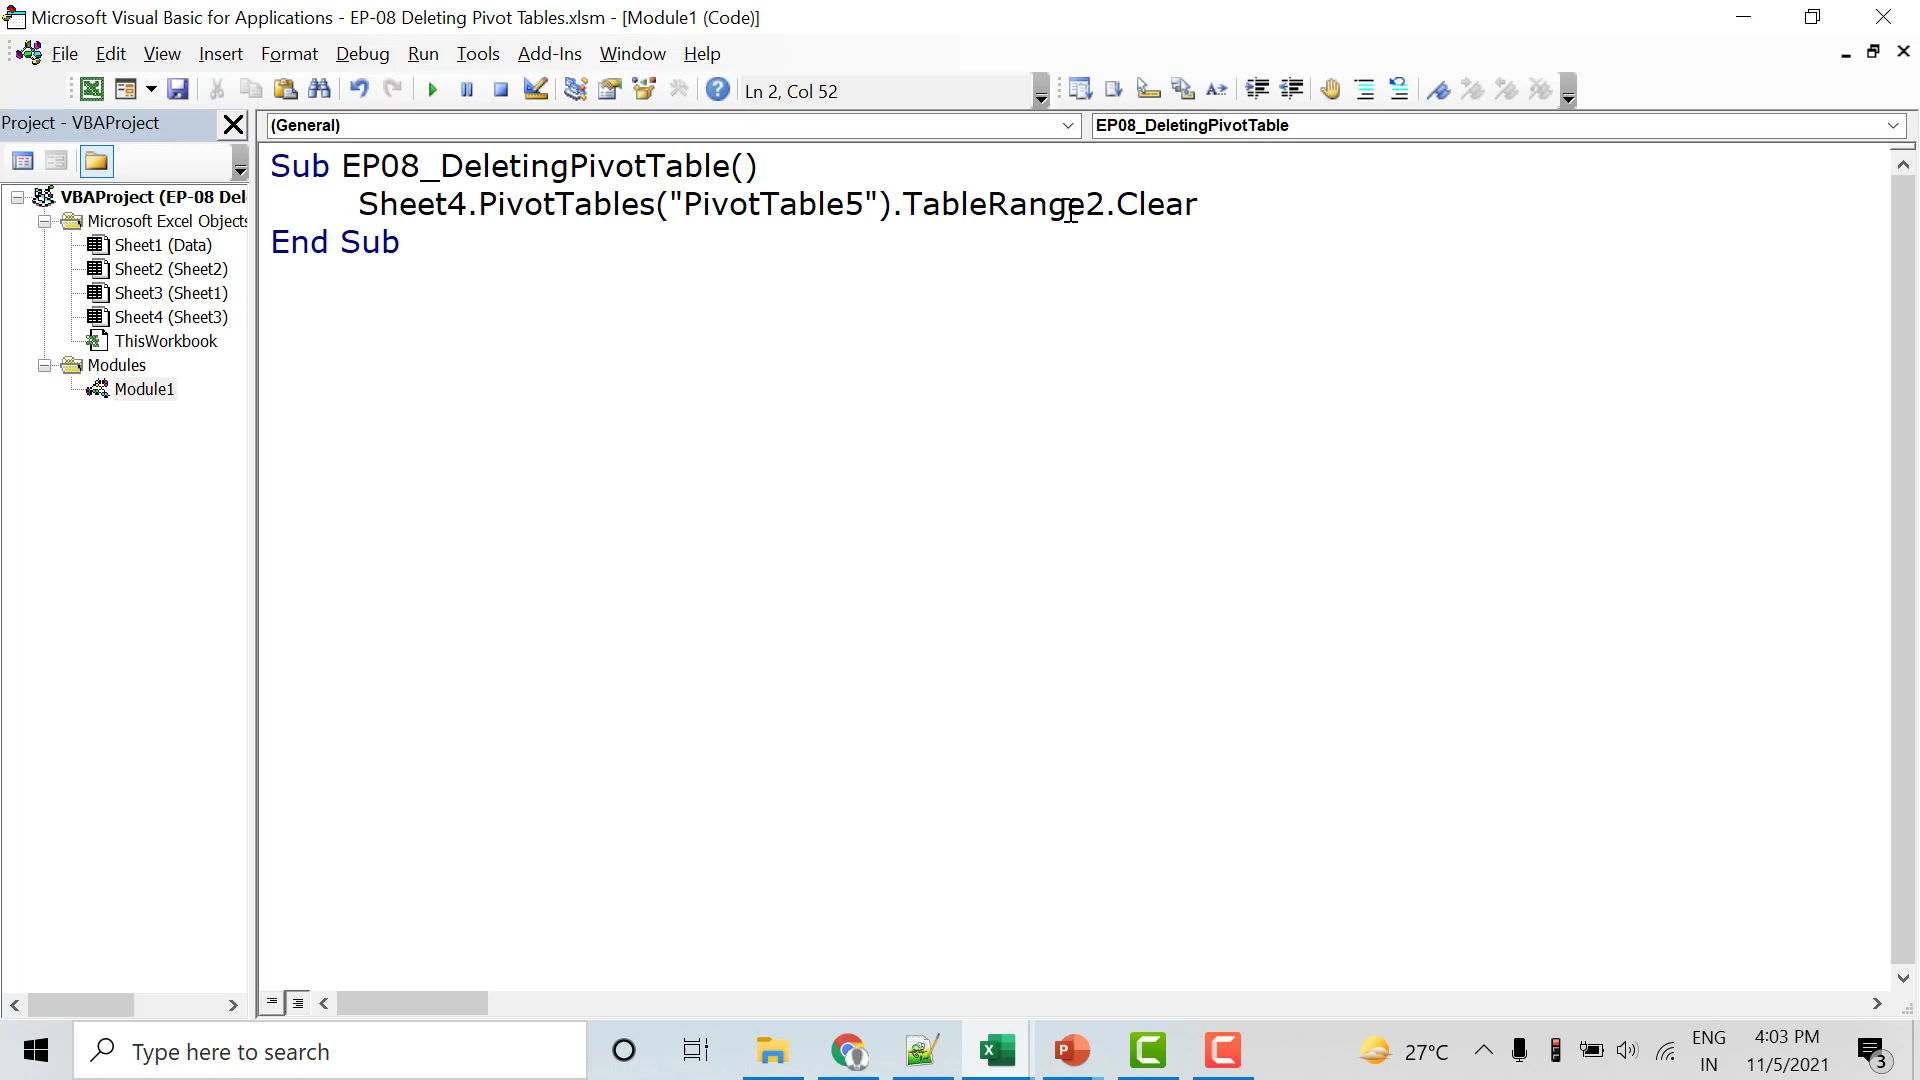 Microsoft Visual Basic for Applications - EP-08 Deleting Pivot Tables.xlsm - [Module1 (Code)]
File Edit View Insert Format Debug Run Tools Add-Ins Window Help
Ln 2, Col 52
Project - VBAProject
(General) EP08_DeletingPivotTable
VBAProject (EP-08 Del
Microsoft Excel Objects
Sheet1 (Data)
Sheet2 (Sheet2)
Sheet3 (Sheet1)
Sheet4 (Sheet3)
ThisWorkbook
Modules
Module1
Sub EP08_DeletingPivotTable()
Sheet4.PivotTables("PivotTable5").TableRange2.Clear
End Sub
Type here to search
27°C
ENG
IN
4:03 PM
11/5/2021
3